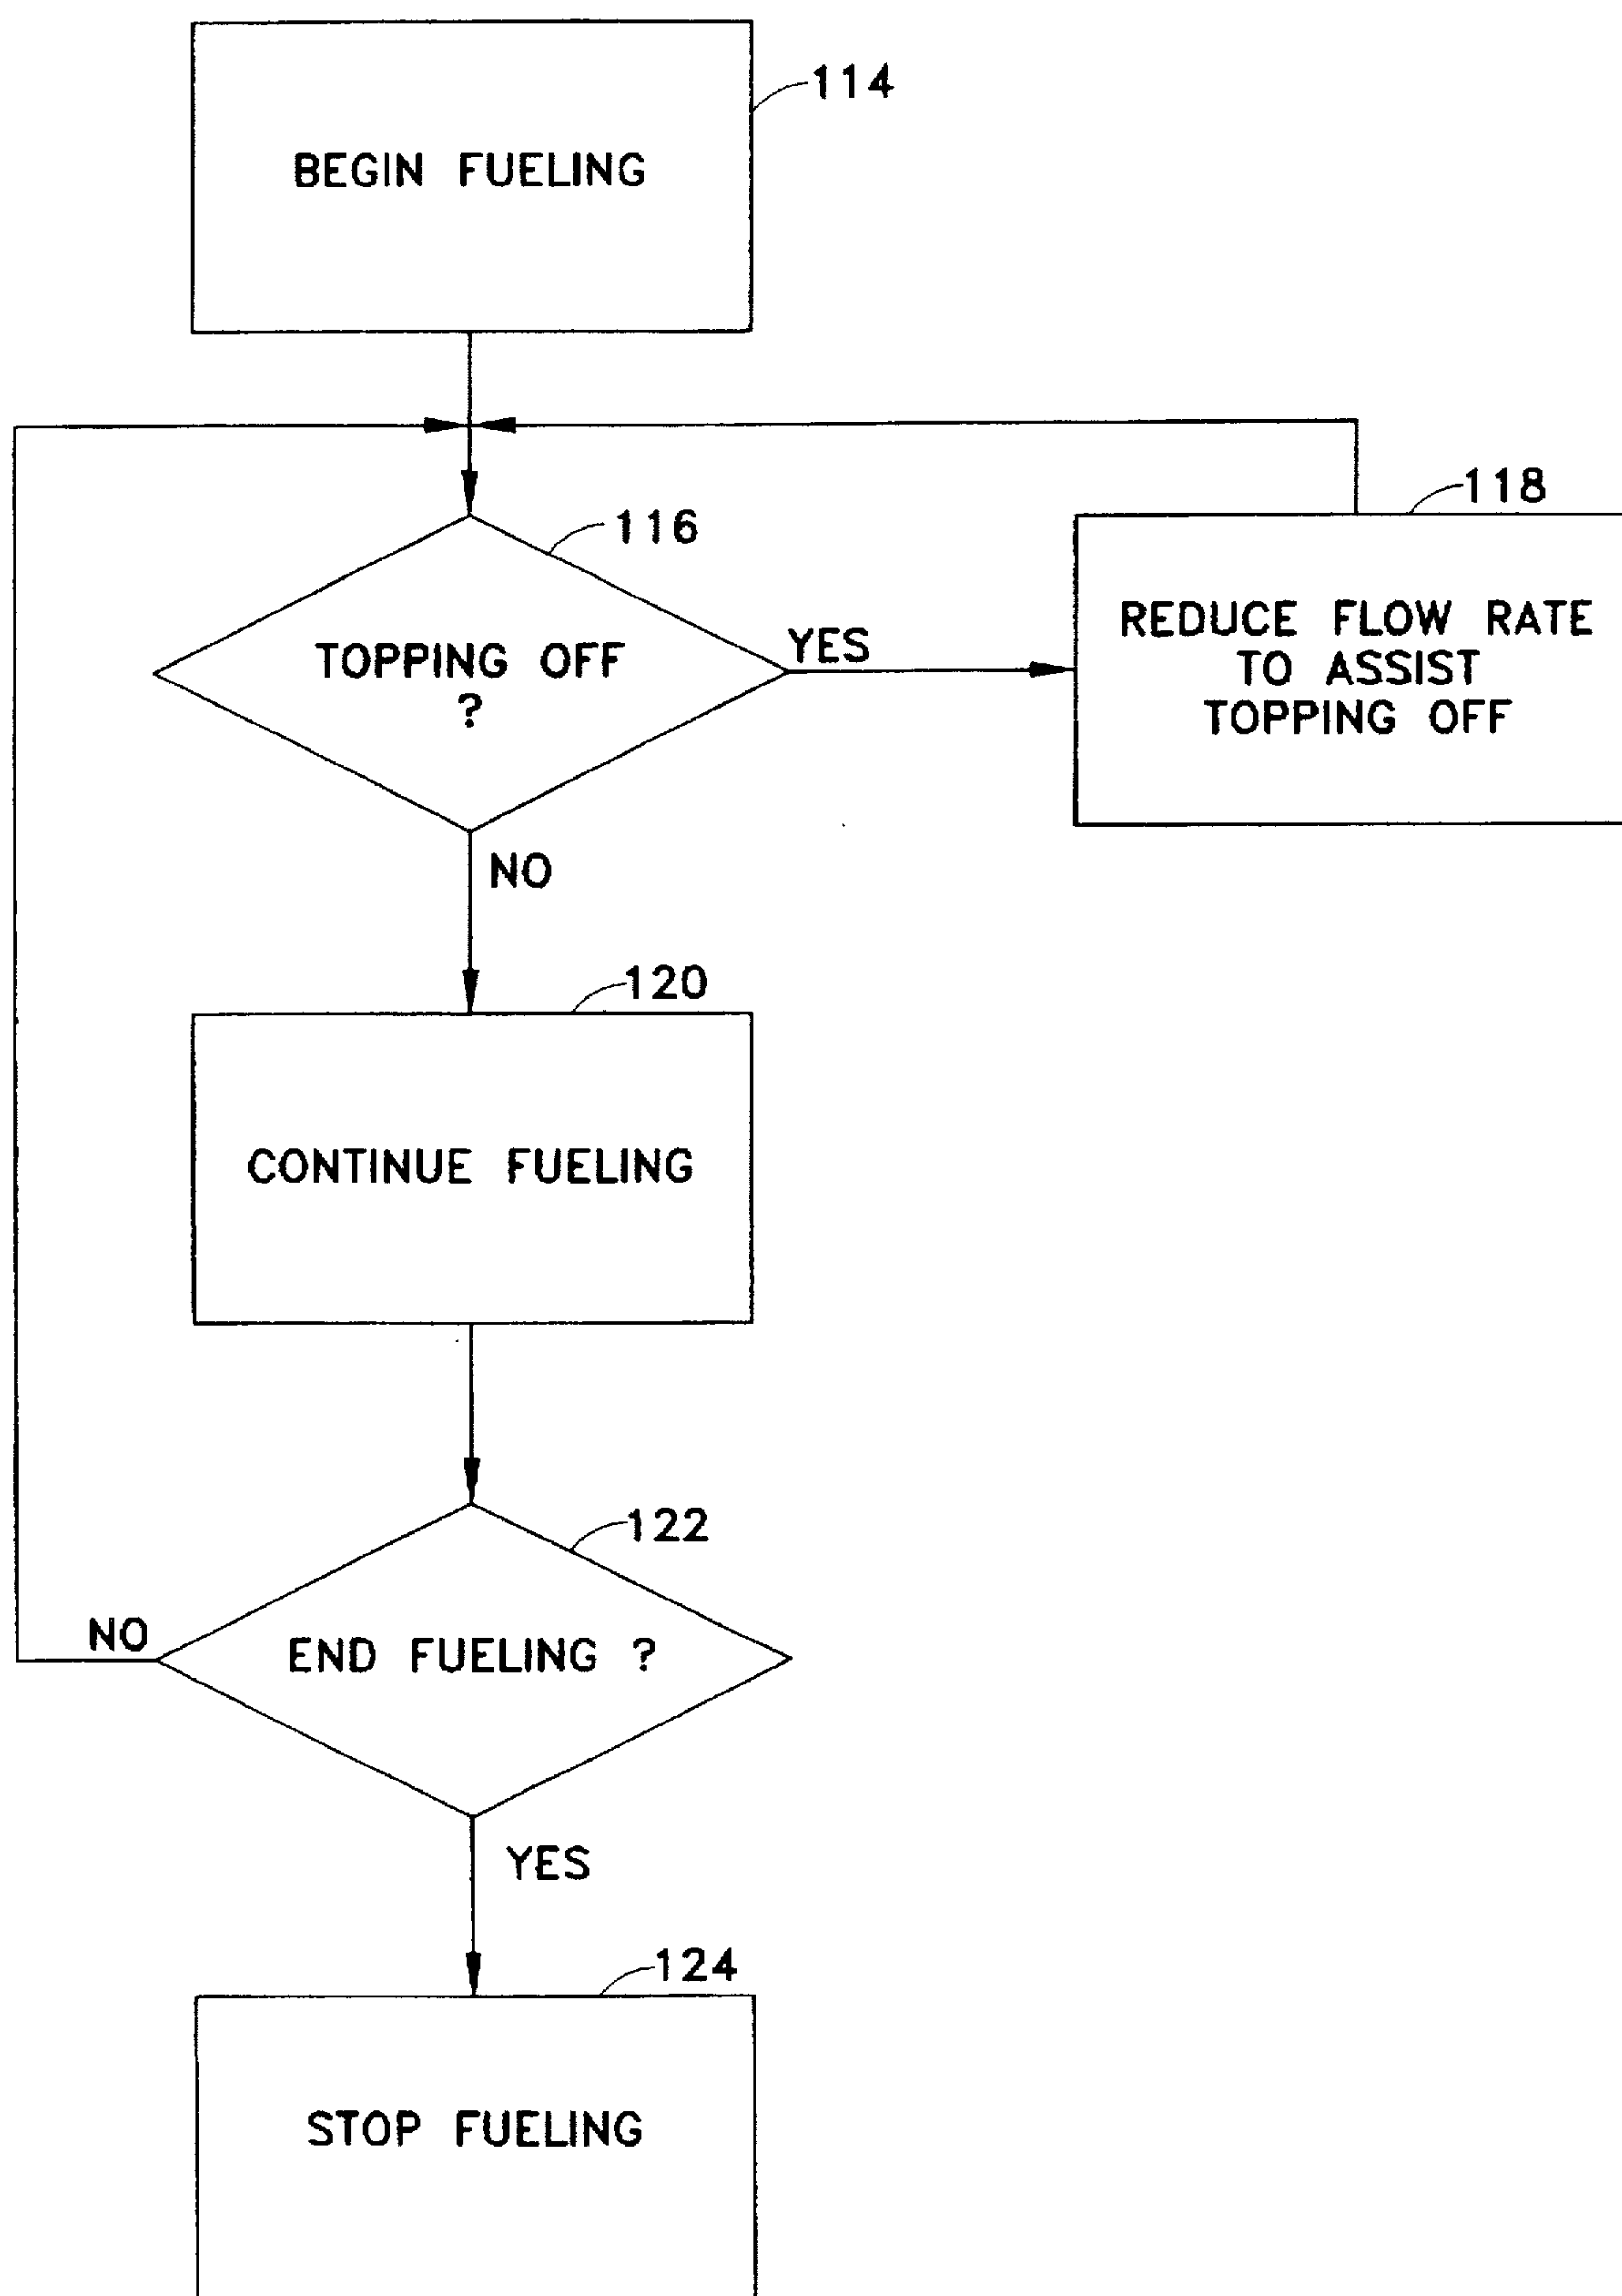 114
BEGIN FUELING
116
TOPPING OFF
?
YES
118
REDUCE FLOW RATE
TO ASSIST
TOPPING OFF
NO
120
CONTINUE FUELING
122
NO
END FUELING ?
YES
124
STOP FUELING